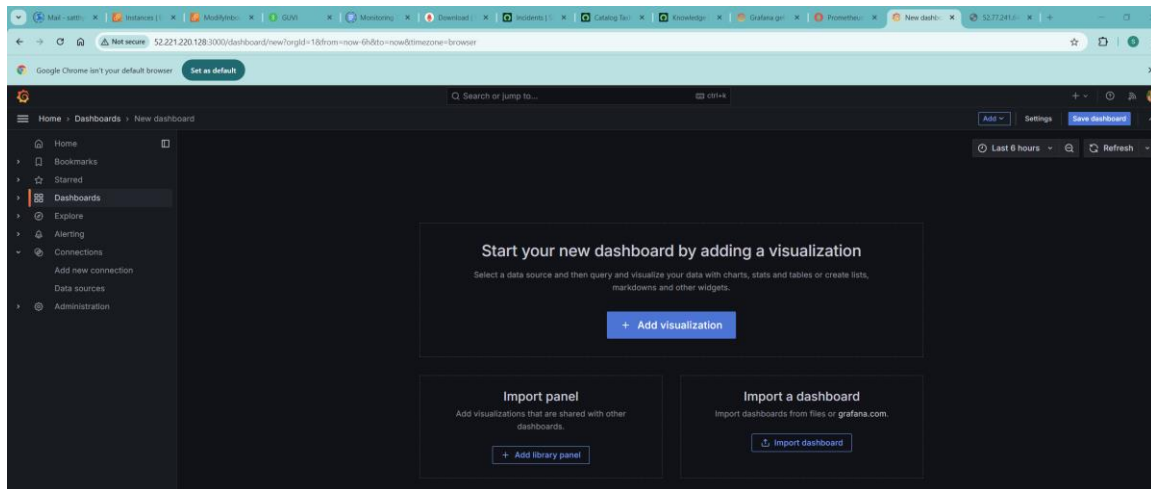 Mail - satth
Instances |
ModifyInbo
GUVI
Monitoring
Download |
Incidents |
Catalog Tas
Knowledge
Grafana get
Prometheu
New dashbo
52.77.241.
Not secure 52.221.220.128:3000/dashboard/new?orgId=1&from=now-6h&to=now&timezone=browser
Google Chrome isn't your default browser Set as default
Search or jump to... ctrl+k
Home › Dashboards › New dashboard Add Settings Save dashboard
Last 6 hours Refresh
Home
Bookmarks
Starred
Dashboards
Explore
Alerting
Connections
Add new connection
Data sources
Administration
Start your new dashboard by adding a visualization
Select a data source and then query and visualize your data with charts, stats and tables or create lists,
markdowns and other widgets.
+ Add visualization
Import panel
Add visualizations that are shared with other
dashboards.
+ Add library panel
Import a dashboard
Import dashboards from files or grafana.com.
Import dashboard